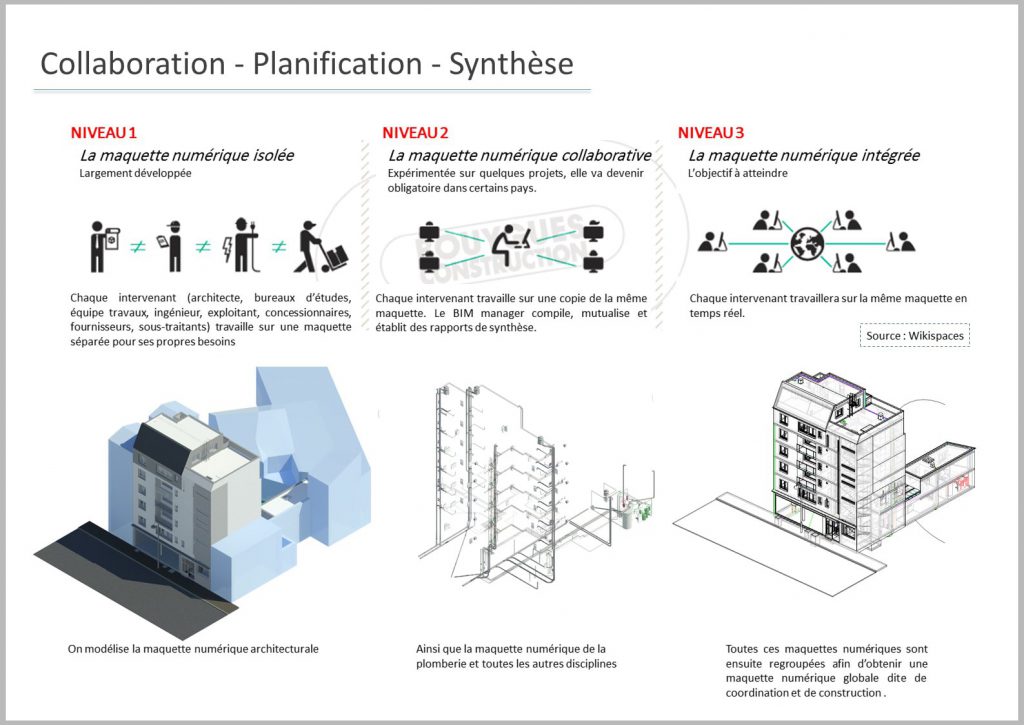 Collaboration - Planification - Synthèse
NIVEAU 1
La maquette numérique isolée
Largement développée
Chaque intervenant (architecte, bureaux d'études,
équipe travaux, ingénieur, exploitant, concessionnaires,
fournisseurs, sous-traitants) travaille sur une maquette
séparée pour ses propres besoins
NIVEAU 2
La maquette numérique collaborative
Expérimentée sur quelques projets, elle va devenir
obligatoire dans certains pays.
BOUYGUES
CONSTRUCTION
Chaque intervenant travaille sur une copie de la même
maquette. Le BIM manager compile, mutualise et
établit des rapports de synthèse.
NIVEAU 3
La maquette numérique intégrée
L'objectif à atteindre
Chaque intervenant travaillera sur la même maquette en
temps réel.
Source : Wikispaces
On modélise la maquette numérique architecturale
Ainsi que la maquette numérique de la
plomberie et toutes les autres disciplines
Toutes ces maquettes numériques sont
ensuite regroupées afin d'obtenir une
maquette numérique globale dite de
coordination et de construction .